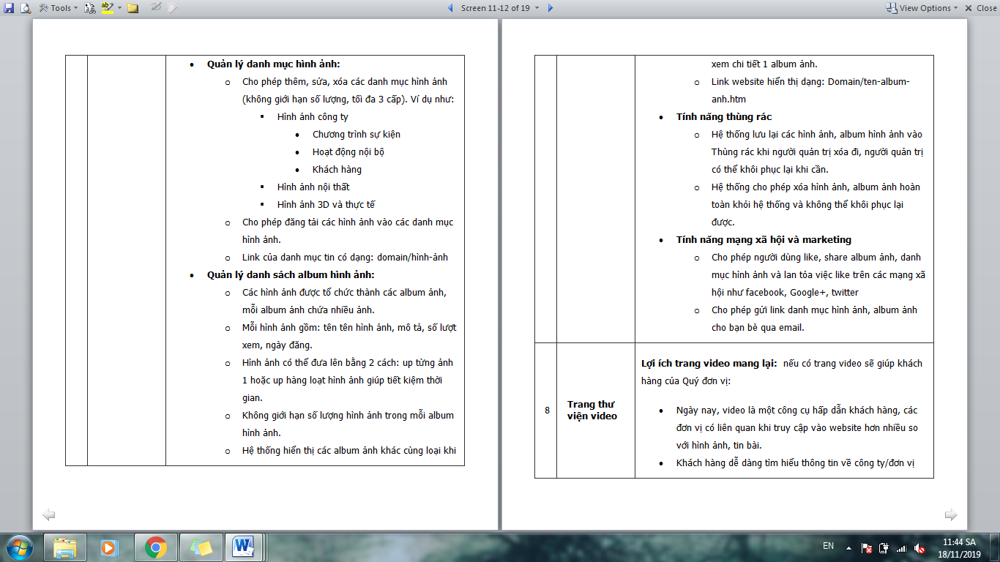 Tools
Screen 11-12 of 19
View Options
Close
Quản lý danh mục hình ảnh:
Cho phép thêm, sửa, xóa các danh mục hình ảnh
(không giới hạn số lượng, tối đa 3 cấp). Ví dụ như:
Hình ảnh công ty
Chương trình sự kiện
Hoạt động nội bộ
Khách hàng
Hình ảnh nội thất
Hình ảnh 3D và thực tế
Cho phép đăng tải các hình ảnh vào các danh mục
hình ảnh.
Link của danh mục tin có dạng: domain/hình-ảnh
Quản lý danh sách album hình ảnh:
Các hình ảnh được tổ chức thành các album ảnh,
mỗi album ảnh chứa nhiều ảnh.
Mỗi hình ảnh gồm: tên tên hình ảnh, mô tả, số lượt
xem, ngày đăng.
Hình ảnh có thể đưa lên bằng 2 cách: up từng ảnh
1 hoặc up hàng loạt hình ảnh giúp tiết kiệm thời
gian.
Không giới hạn số lượng hình ảnh trong mỗi album
hình ảnh.
Hệ thống hiển thị các album ảnh khác cùng loại khi
xem chi tiết 1 album ảnh.
Link website hiển thị dạng: Domain/ten-album-
anh.htm
Tính năng thùng rác
Hệ thống lưu lại các hình ảnh, album hình ảnh vào
Thùng rác khi người quản trị xóa đi, người quản trị
có thể khôi phục lại khi cần.
Hệ thống cho phép xóa hình ảnh, album ảnh hoàn
toàn khỏi hệ thống và không thể khôi phục lại
được.
Tính năng mạng xã hội và marketing
Cho phép người dùng like, share album ảnh, danh
mục hình ảnh và lan tỏa việc like trên các mạng xã
hội như facebook, Google+, twitter
Cho phép gửi link danh mục hình ảnh, album ảnh
cho bạn bè qua email.
8
Trang thư
viện video
Lợi ích trang video mang lại: nếu có trang video sẽ giúp khách
hàng của Quý đơn vị:
Ngày nay, video là một công cụ hấp dẫn khách hàng, các
đơn vị có liên quan khi truy cập vào website hơn nhiều so
với hình ảnh, tin bài.
Khách hàng dễ dàng tìm hiểu thông tin về công ty/đơn vị
EN
11:44 SA
18/11/2019